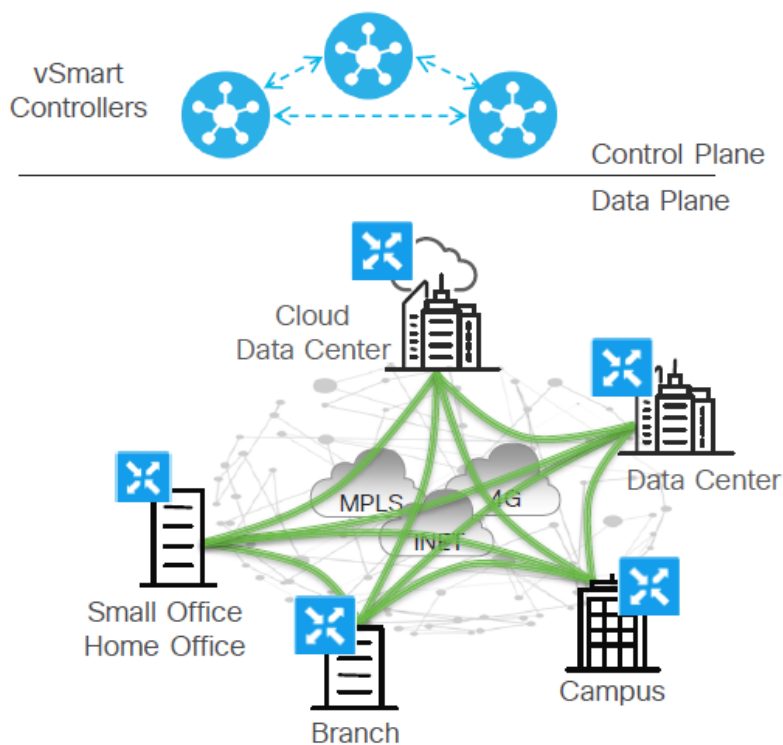 vSmart
Controllers
Control Plane
Data Plane
Cloud
Data Center
Data Center
MPLS
4G
INET
Small Office
Home Office
Campus
Branch